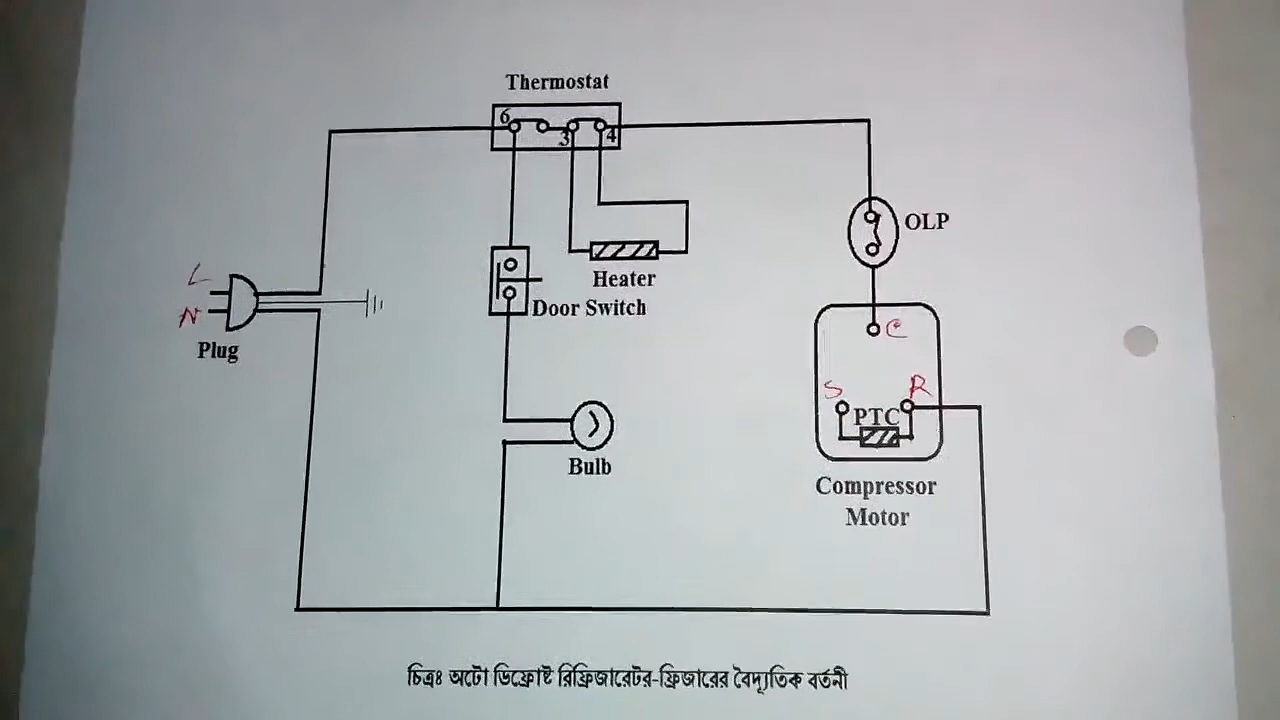 Thermostat
6
3
4
OLP
Heater
Door Switch
L
N
Plug
C
S
R
PTC
Bulb
Compressor
Motor
চিত্রঃ অটো ডিফ্রোষ্ট রিফ্রিজারেটর-ফ্রিজারের বৈদ্যুতিক বর্তনী